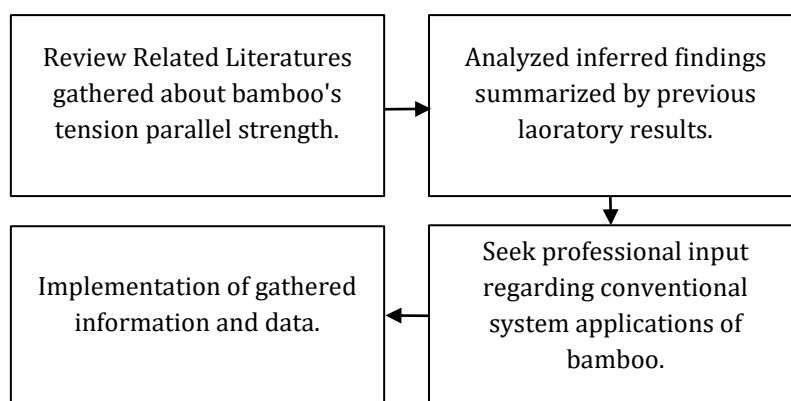 Review Related Literatures
gathered about bamboo's
tension parallel strength.
Analyzed inferred findings
summarized by previous
laoratory results.
Seek professional input
regarding conventional
system applications of
bamboo.
Implementation of gathered
information and data.